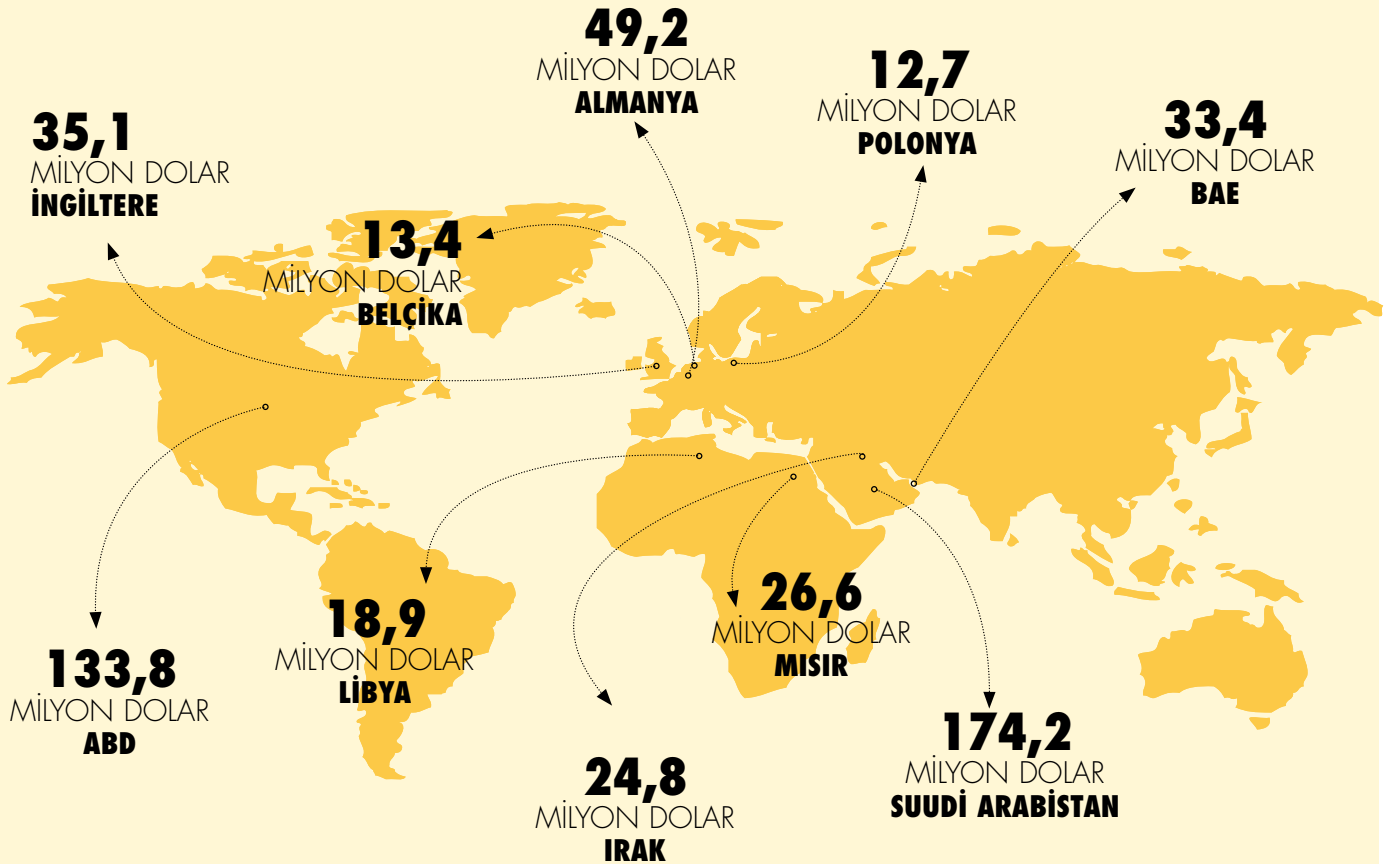 49,2
MİLYON DOLAR
ALMANYA
12,7
MİLYON DOLAR
POLONYA
33,4
MİLYON DOLAR
BAE
35,1
MİLYON DOLAR
İNGİLTERE
13,4
MİLYON DOLAR
BELÇİKA
26,6
MİLYON DOLAR
MISIR
18,9
MİLYON DOLAR
LİBYA
133,8
MİLYON DOLAR
ABD
174,2
MİLYON DOLAR
SUUDİ ARABİSTAN
24,8
MİLYON DOLAR
IRAK